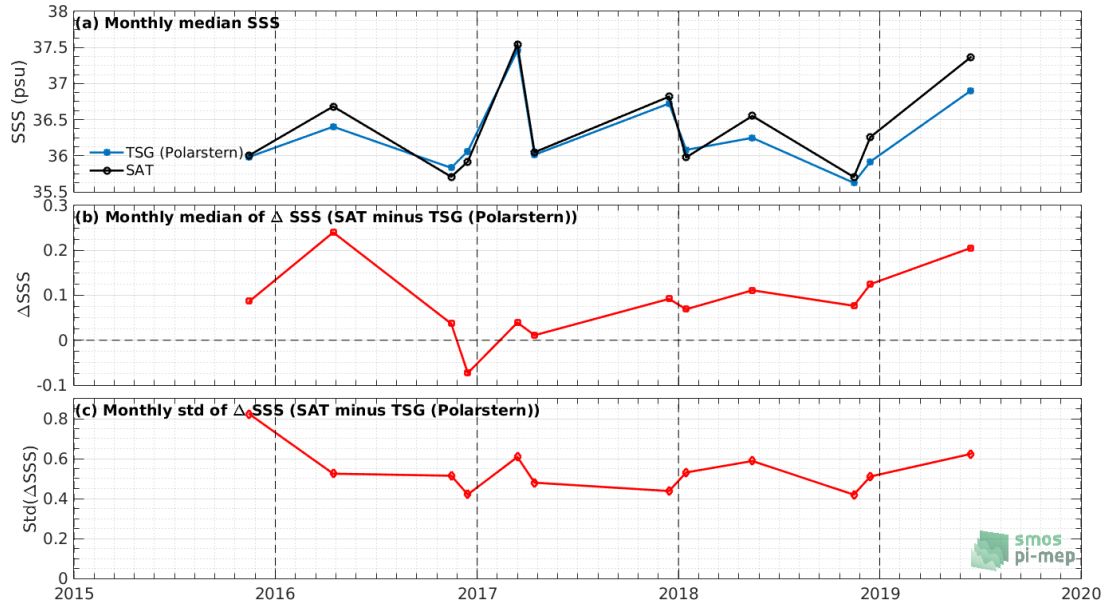 (a) Monthly median SSS
38
37.5
37
36.5
36
35.5
SSS (psu)
TSG (Polarstern)
SAT
(b) Monthly median of Δ SSS (SAT minus TSG (Polarstern))
0.3
0.2
0.1
0
-0.1
ΔSSS
(c) Monthly std of Δ SSS (SAT minus TSG (Polarstern))
0.8
0.6
0.4
0.2
0
Std(ΔSSS)
2015 2016 2017 2018 2019 2020
smos
pi-mep